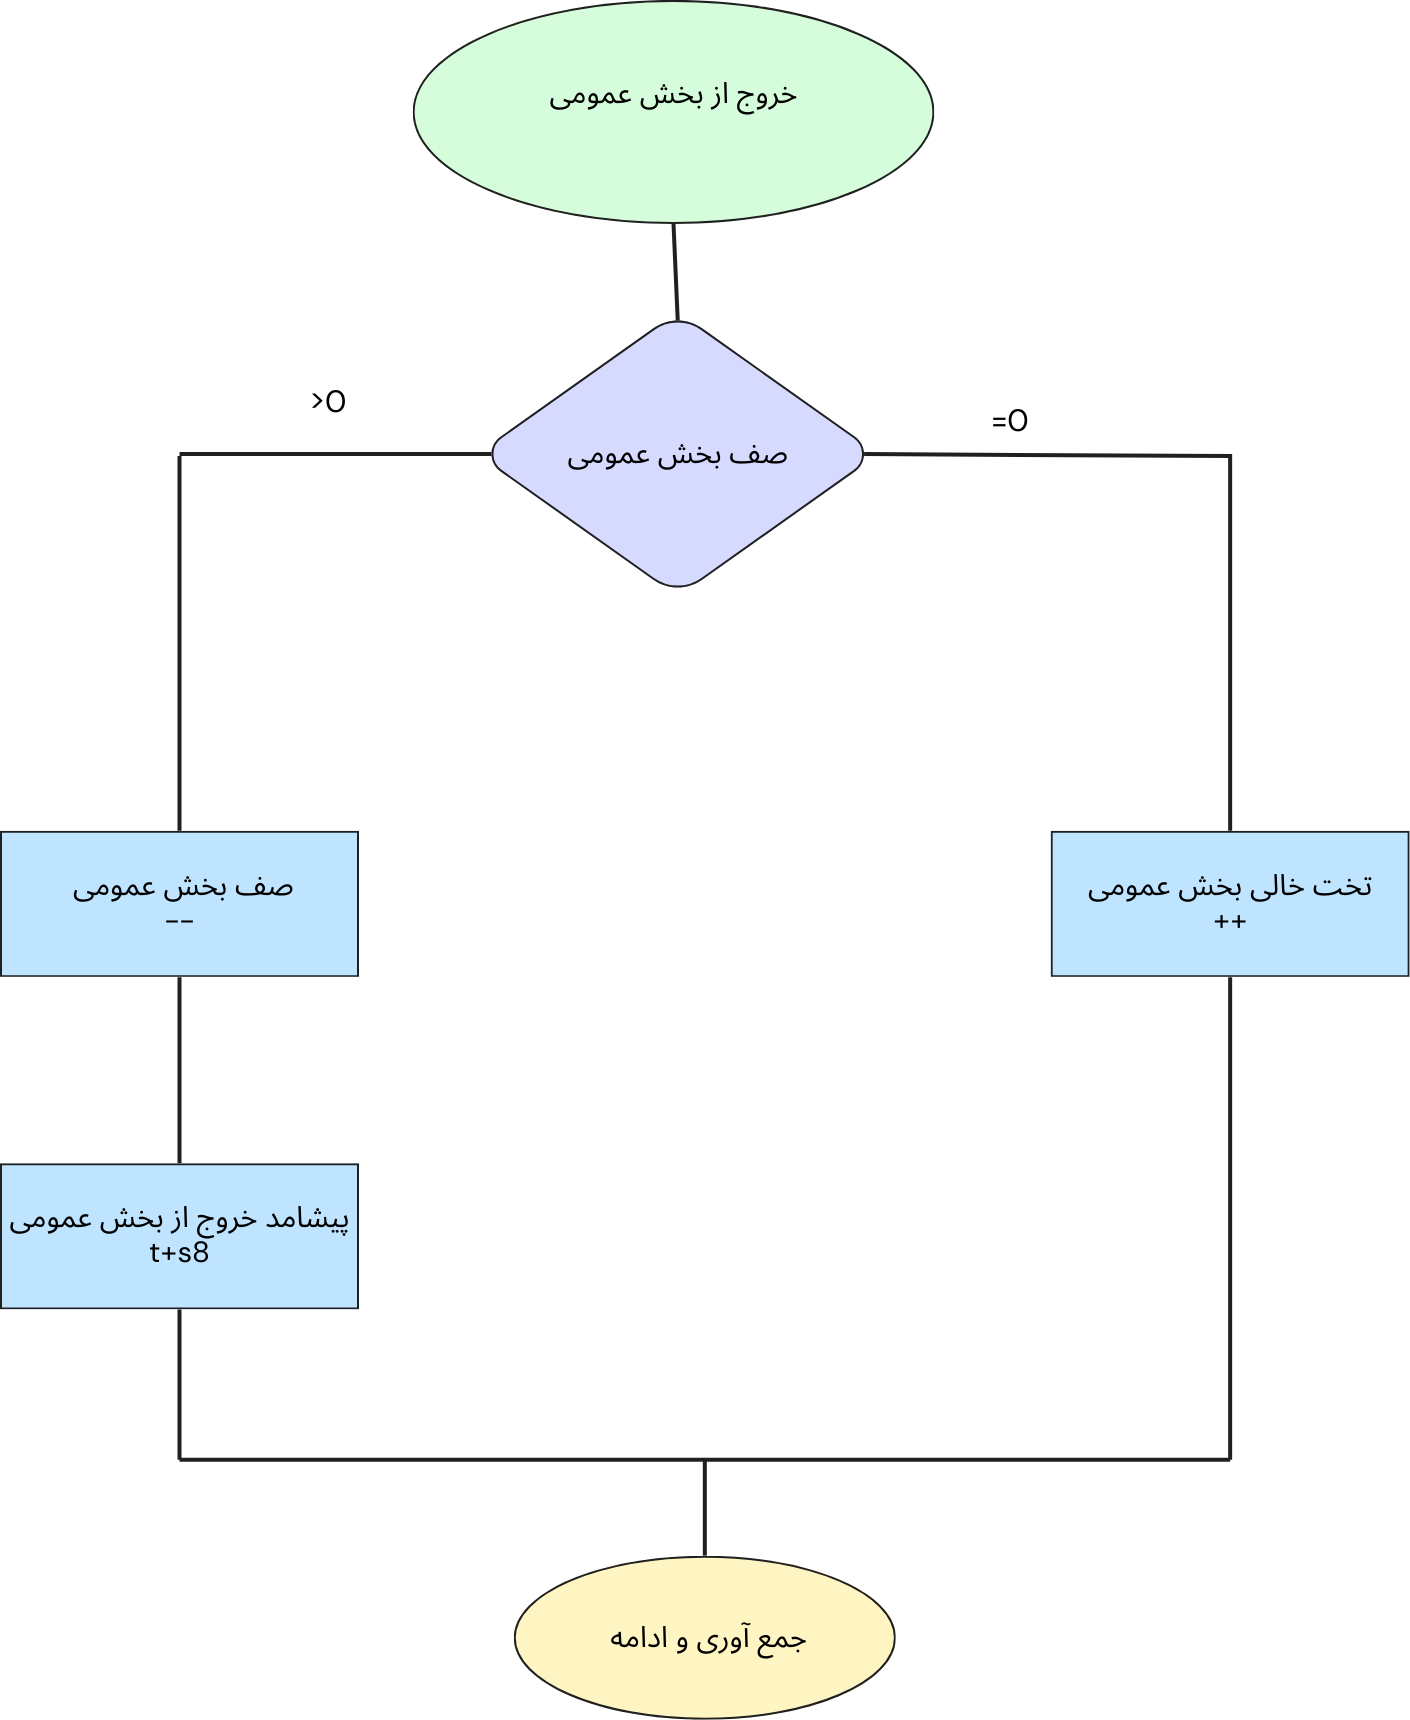 خروج از بخش عمومی
>0
=0
صف بخش عمومی
صف بخش عمومی
--
تخت خالی بخش عمومی
++
پیشامد خروج از بخش عمومی
t+s8
جمع آوری و ادامه